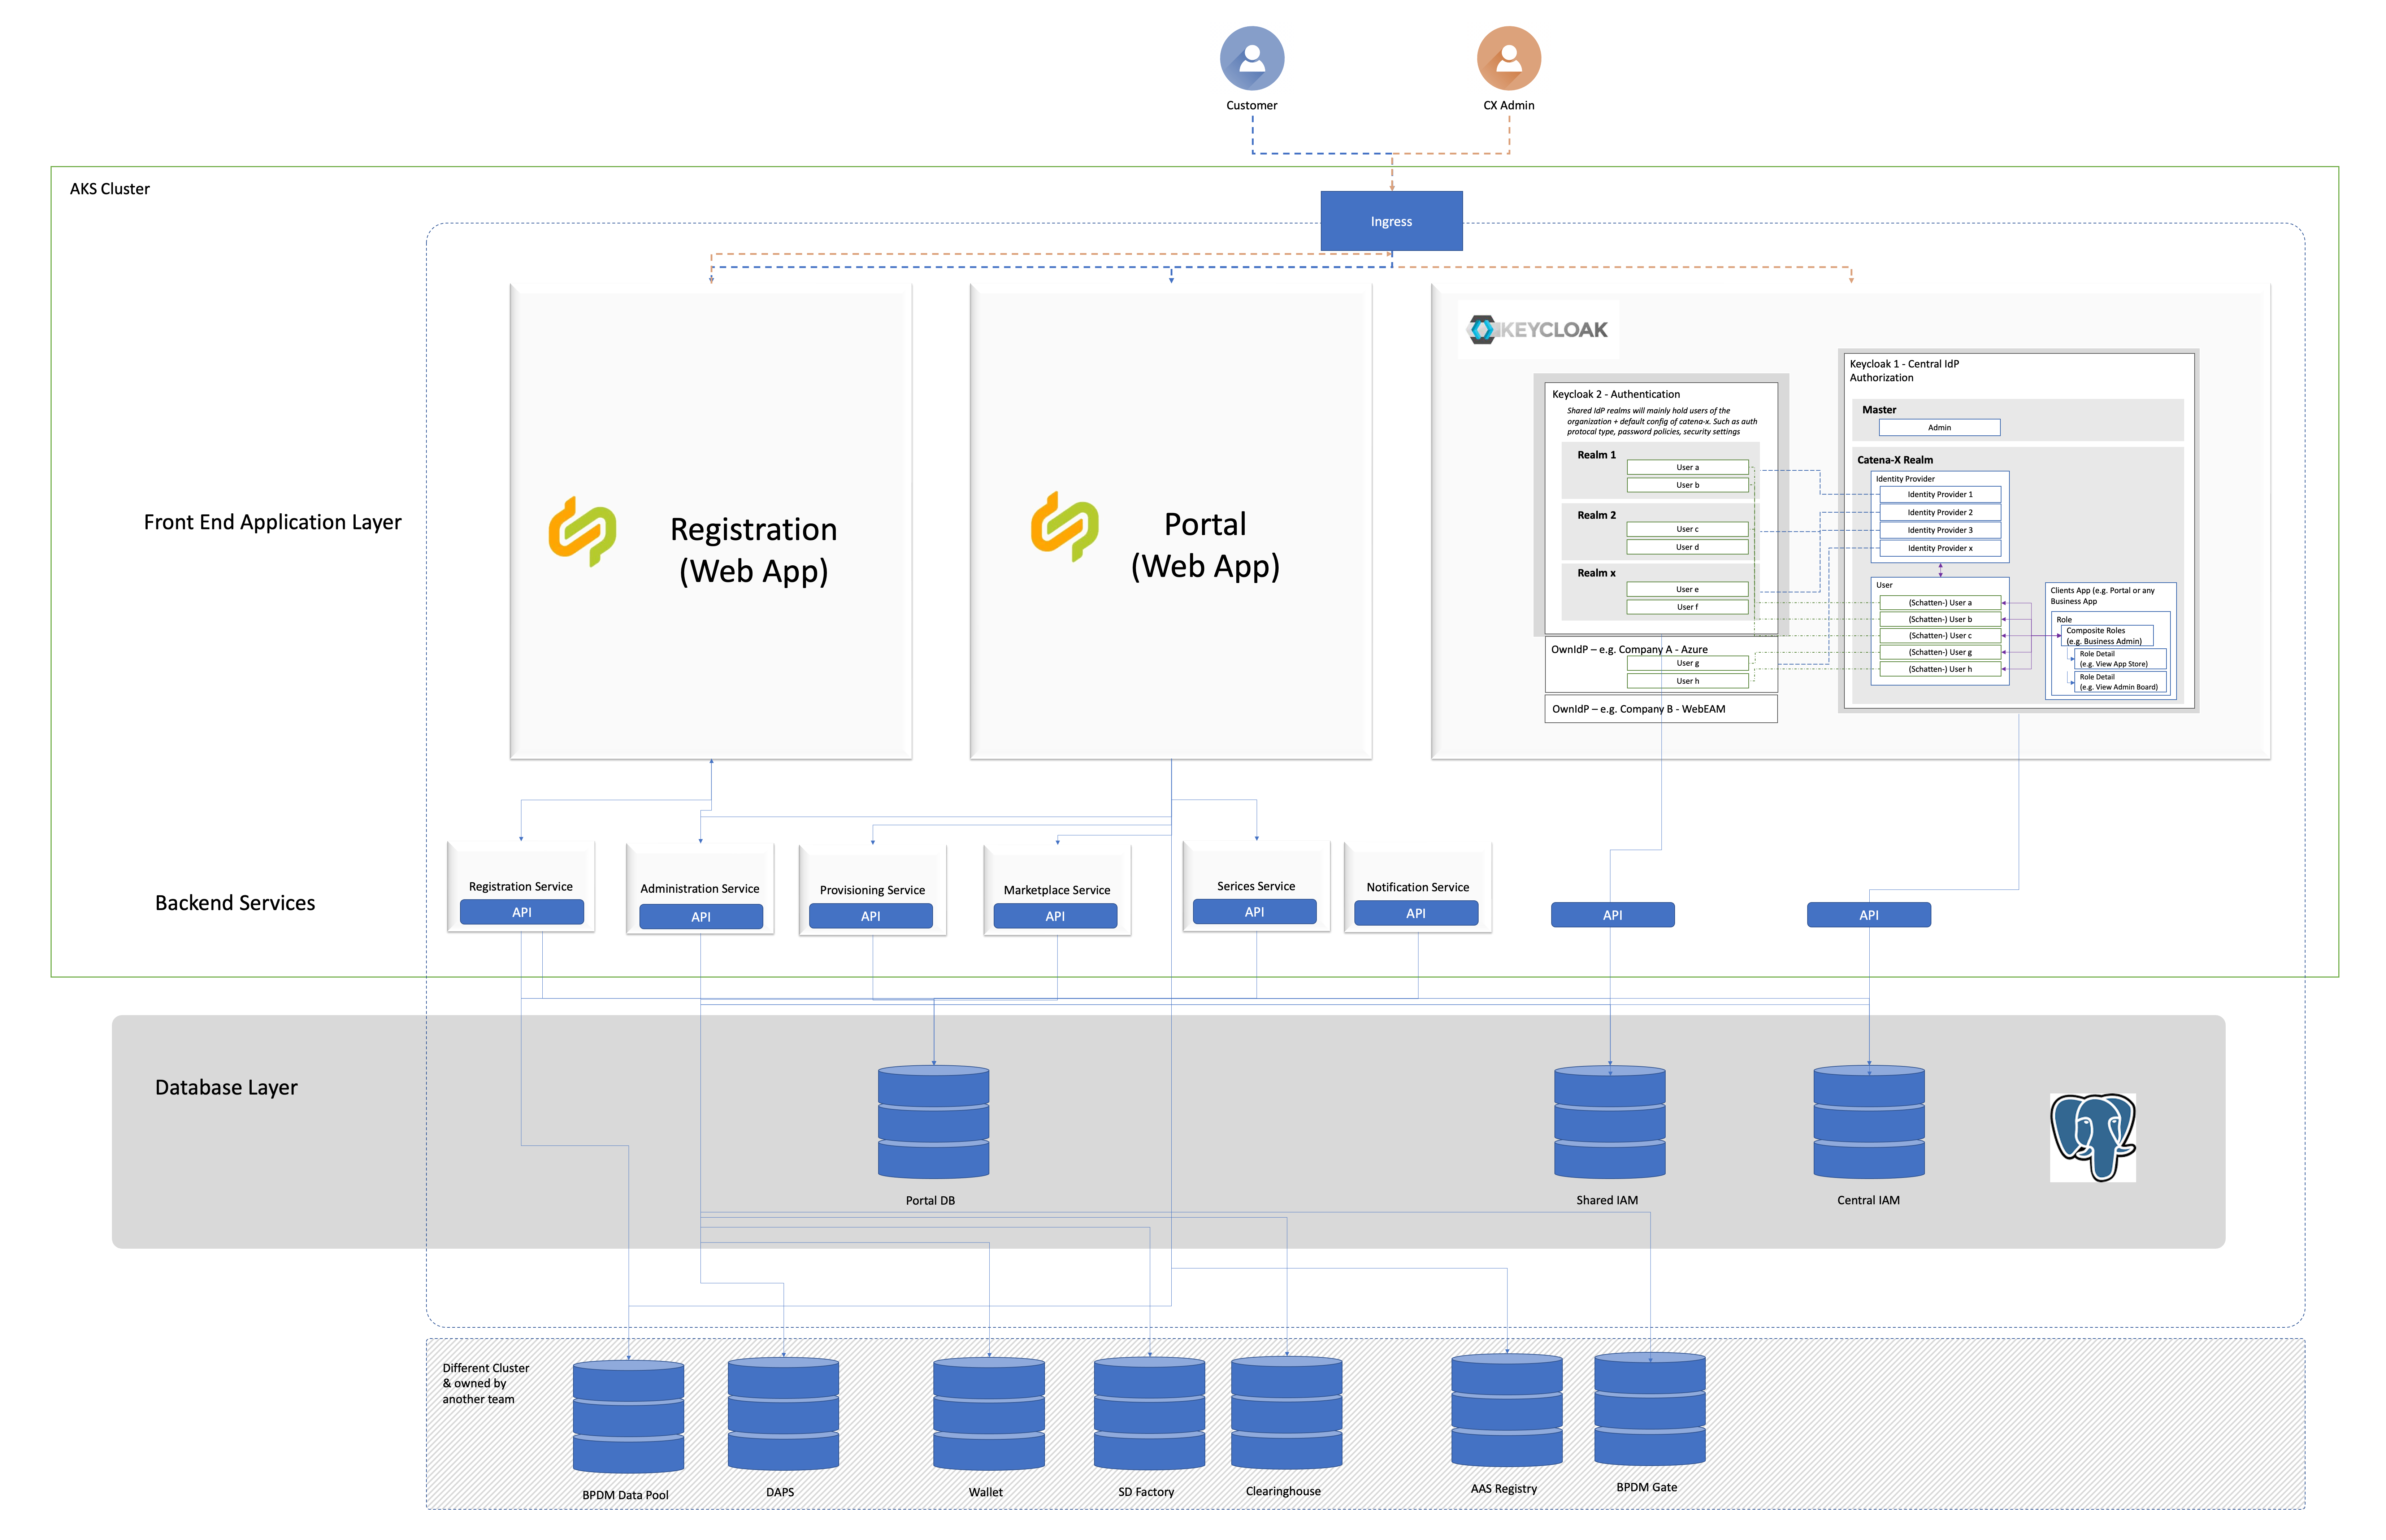 Customer
CX Admin
AKS Cluster
Ingress
Front End Application Layer
Registration
(Web App)
Portal
(Web App)
KEYCLOAK
Keycloak 2 - Authentication
Shared IdP realms will mainly hold users of the
organization + default config of catena-x. Such as auth
protocal type, password policies, security settings
Realm 1
User a
User b
Realm 2
User c
User d
Realm x
User e
User f
OwnIdP – e.g. Company A - Azure
User g
User h
OwnIdP – e.g. Company B - WebEAM
Keycloak 1 - Central IdP
Authorization
Master
Admin
Catena-X Realm
Identity Provider
Identity Provider 1
Identity Provider 2
Identity Provider 3
Identity Provider x
User
(Schatten-) User a
(Schatten-) User b
(Schatten-) User c
(Schatten-) User g
(Schatten-) User h
Clients App (e.g. Portal or any
Business App
Role
Composite Roles
(e.g. Business Admin)
Role Detail
(e.g. View App Store)
Role Detail
(e.g. View Admin Board)
Backend Services
Registration Service
API
Administration Service
API
Provisioning Service
API
Marketplace Service
API
Serices Service
API
Notification Service
API
API
API
Database Layer
Portal DB
Shared IAM
Central IAM
Different Cluster
& owned by
another team
BPDM Data Pool
DAPS
Wallet
SD Factory
Clearinghouse
AAS Registry
BPDM Gate